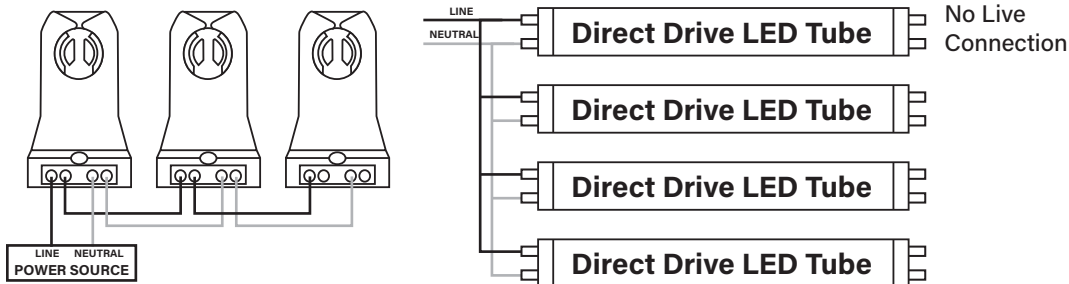 LINE NEUTRAL
POWER SOURCE
LINE
NEUTRAL
Direct Drive LED Tube
No Live
Connection
Direct Drive LED Tube
Direct Drive LED Tube
Direct Drive LED Tube